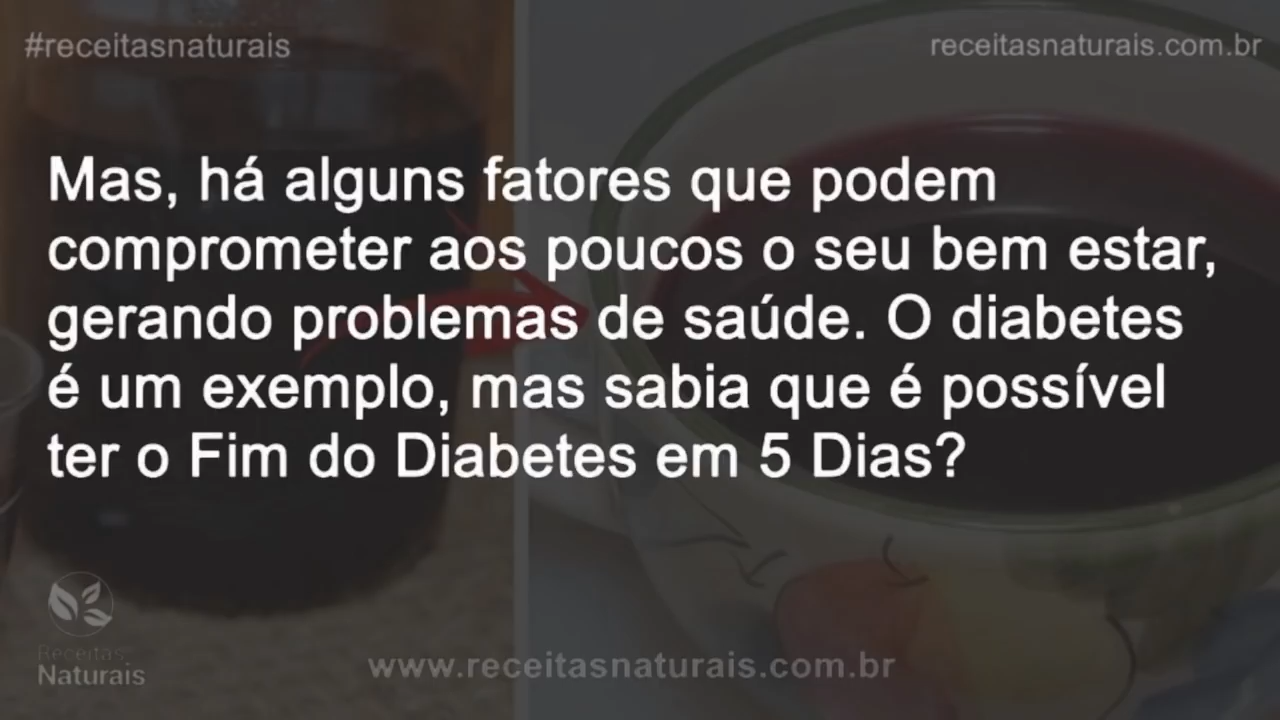 #receitasnaturais
receitasnaturais.com.br
Mas, há alguns fatores que podem
comprometer aos poucos o seu bem estar,
gerando problemas de saúde. O diabetes
é um exemplo, mas sabia que é possível
ter o Fim do Diabetes em 5 Dias?
Receitas
Naturais
www.receitasnaturais.com.br